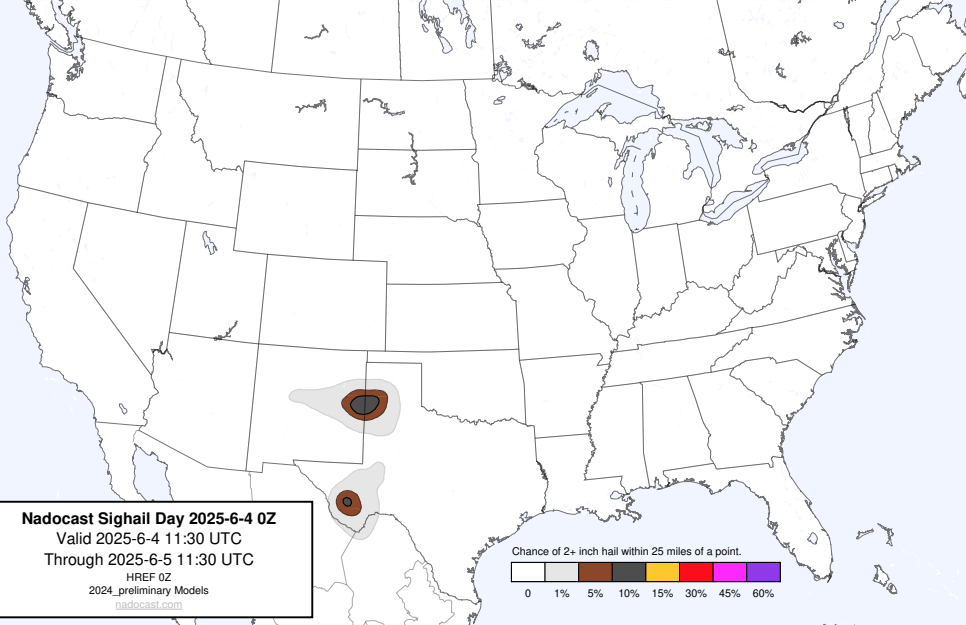 Nadocast Sighail Day 2025-6-4 0Z
Valid 2025-6-4 11:30 UTC
Through 2025-6-5 11:30 UTC
HREF 0Z
2024_preliminary Models
nadocast.com
Chance of 2+ inch hail within 25 miles of a point.
0 1% 5% 10% 15% 30% 45% 60%